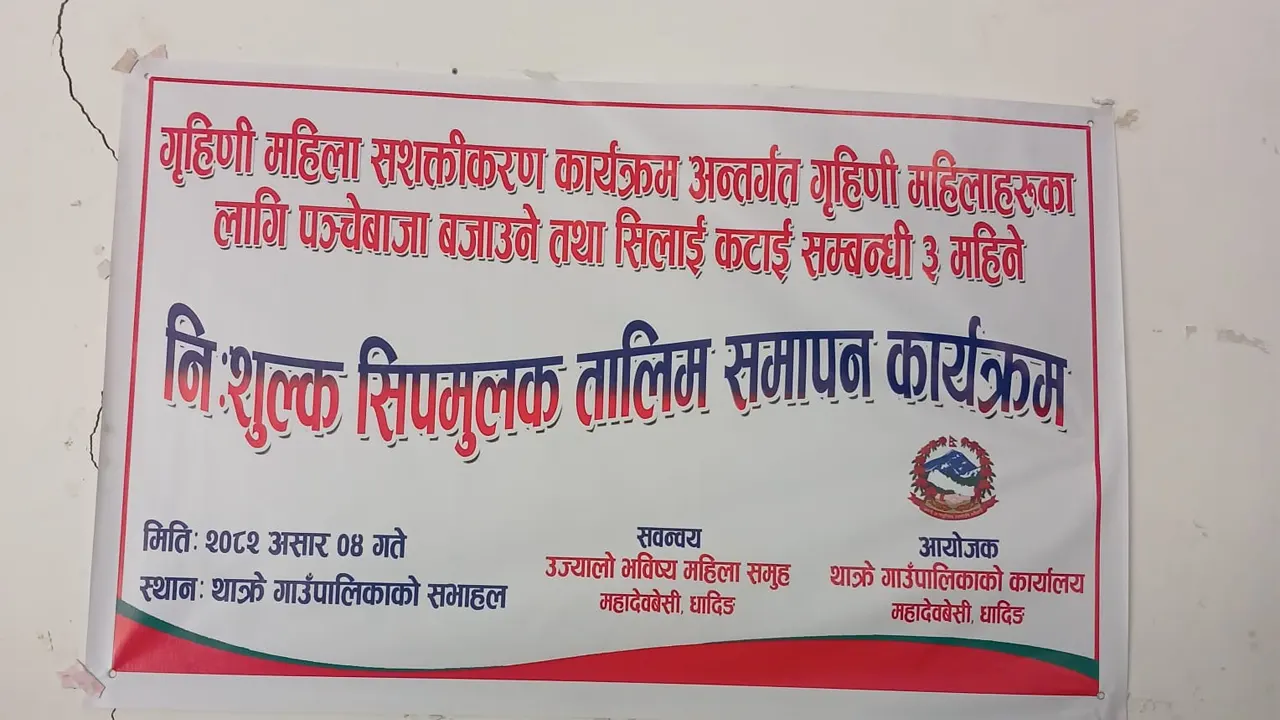 गृहिणी महिला सशक्तीकरण कार्यक्रम अन्तर्गत गृहिणी महिलाहरुका
लागि पञ्चेबाजा बजाउने तथा सिलाई कटाई सम्बन्धी ३ महिने
नि:शुल्क सिपमुलक तालिम समापन कार्यक्रम
मिति: २०८२ असार ०४ गते
स्थान: थाक्रे गाउँपालिकाको सभाहल
सवन्वय
उज्यालो भविष्य महिला समुह
महादेवबेसी, धादिङ
आयोजक
थाक्रे गाउँपालिकाको कार्यालय
महादेवबेसी, धादिङ